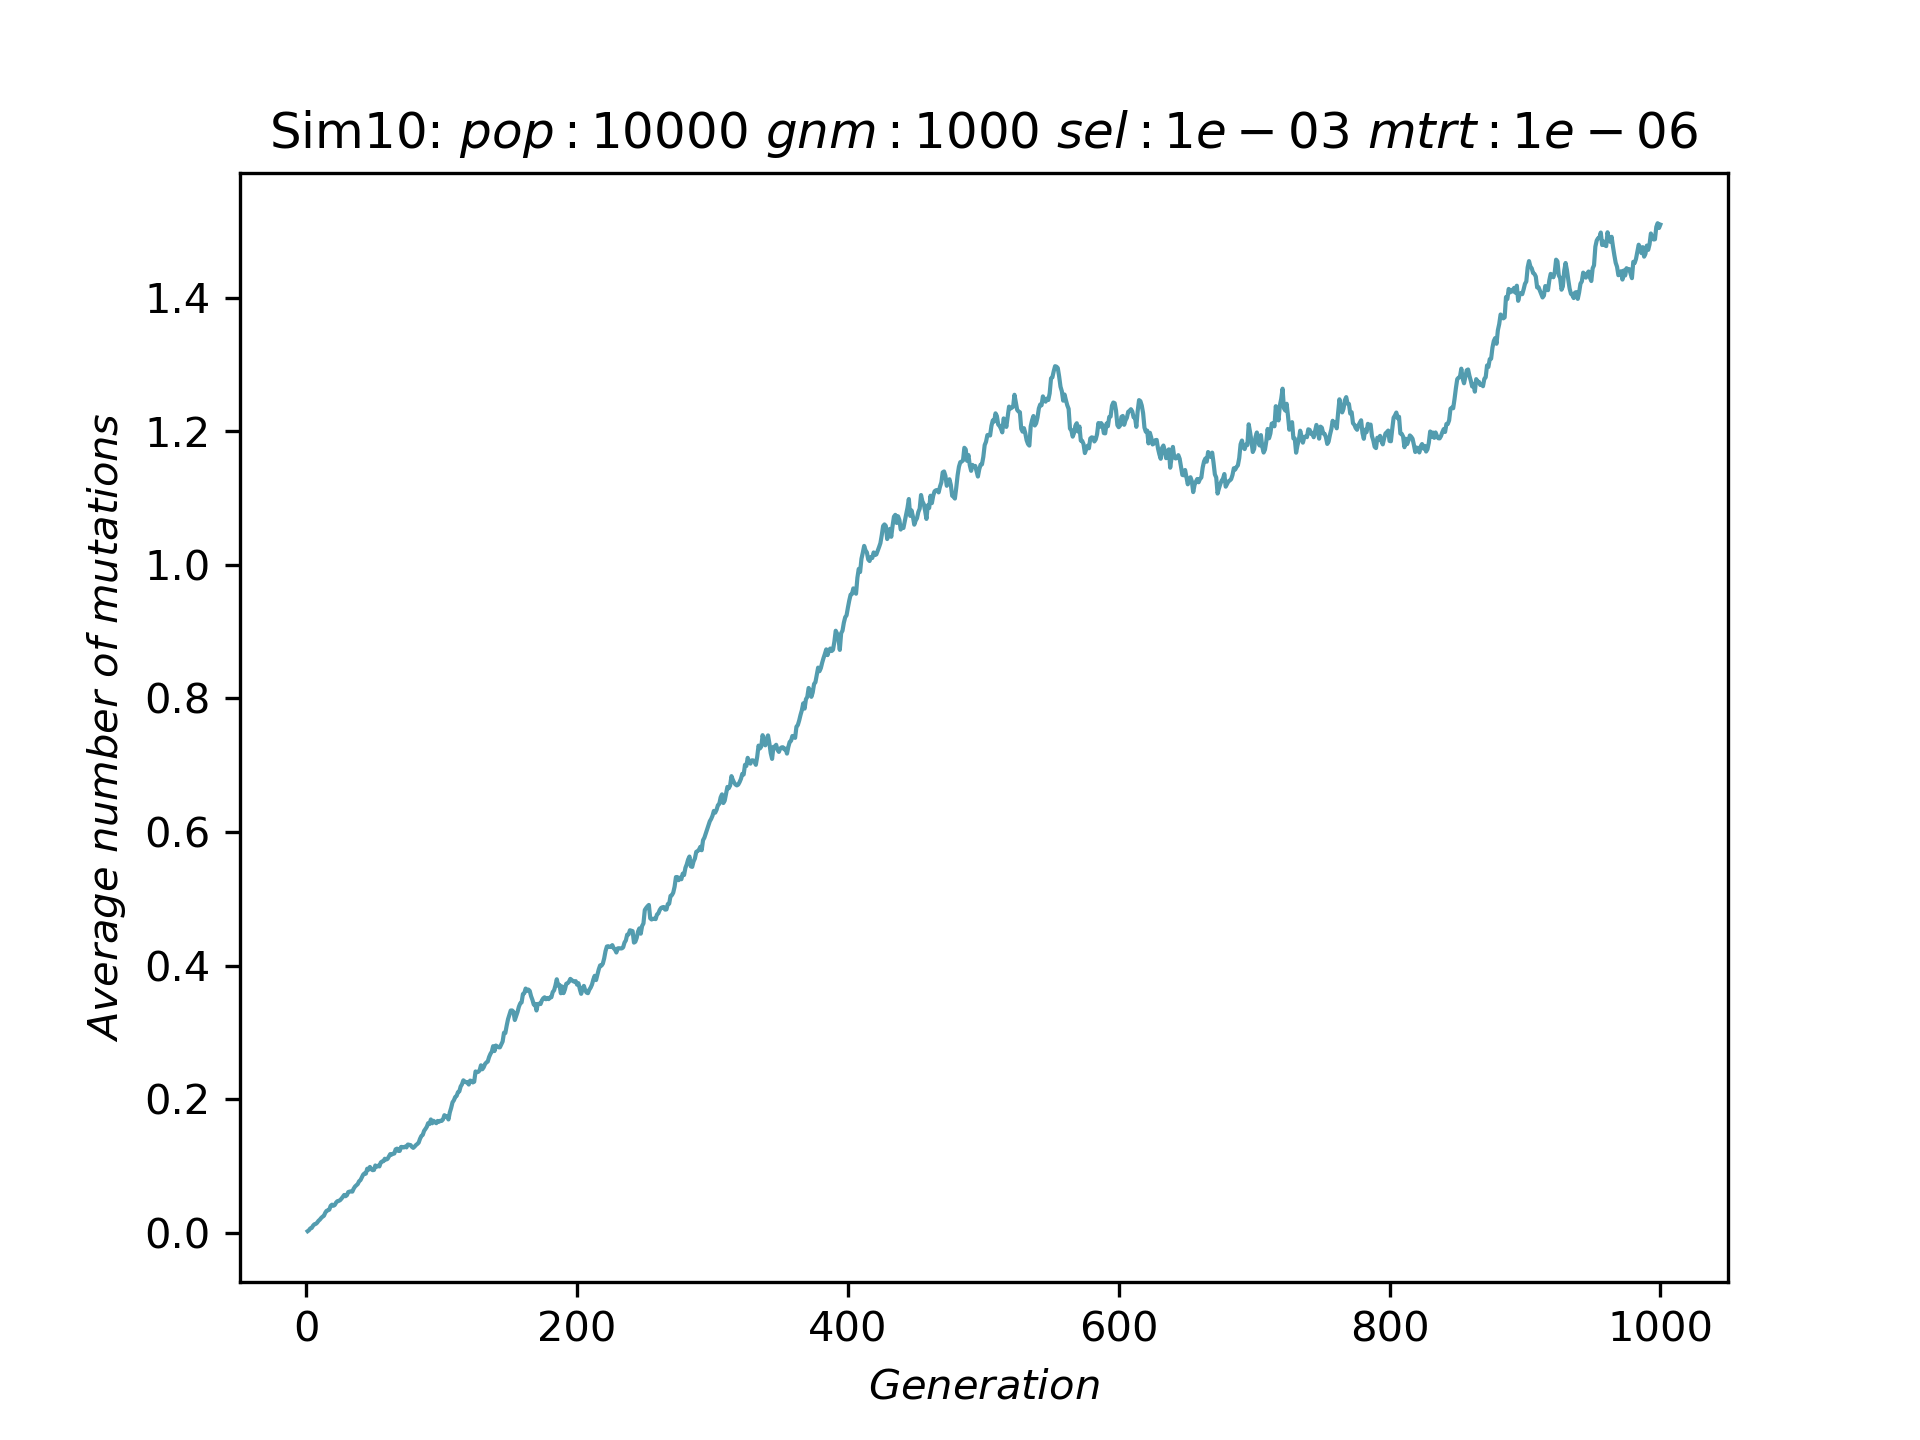 Sim10: pop : 10000 gnm : 1000 sel : 1e − 03 mtrt : 1e − 06
Average number of mutations
1.4
1.2
1.0
0.8
0.6
0.4
0.2
0.0
0 200 400 600 800 1000
Generation